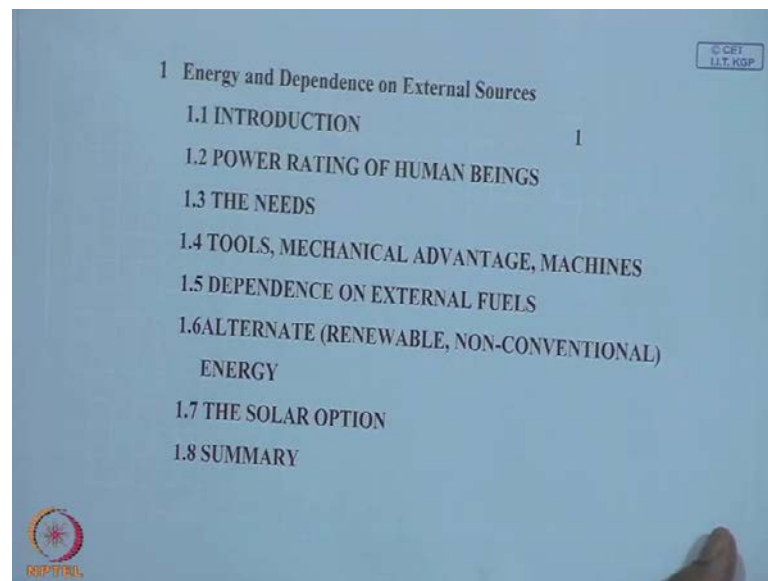 © CET
I.I.T. KGP
1 Energy and Dependence on External Sources
1.1 INTRODUCTION 1
1.2 POWER RATING OF HUMAN BEINGS
1.3 THE NEEDS
1.4 TOOLS, MECHANICAL ADVANTAGE, MACHINES
1.5 DEPENDENCE ON EXTERNAL FUELS
1.6ALTERNATE (RENEWABLE, NON-CONVENTIONAL)
ENERGY
1.7 THE SOLAR OPTION
1.8 SUMMARY
NPTEL